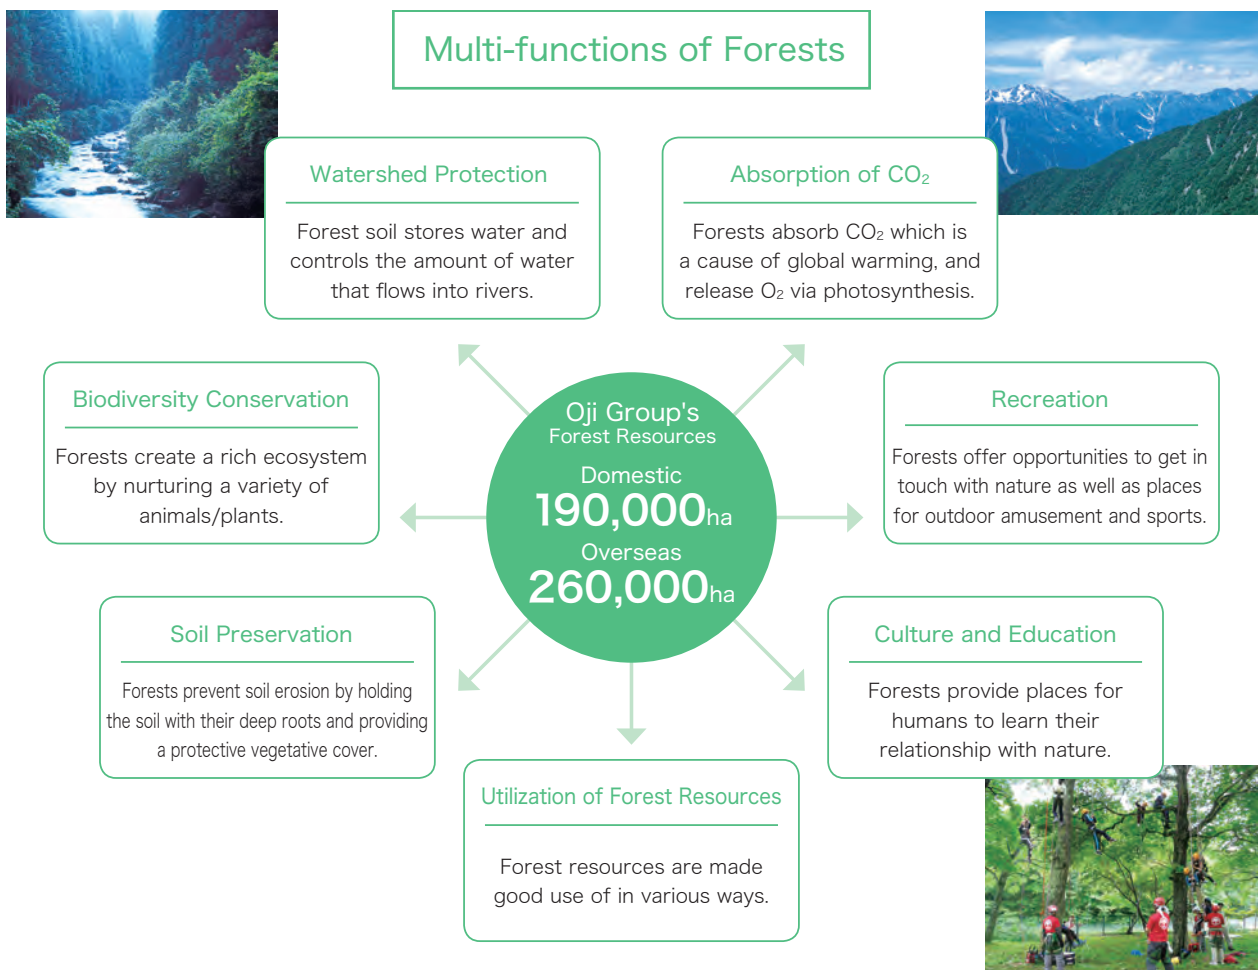 Multi-functions of Forests
Watershed Protection
Forest soil stores water and
controls the amount of water
that flows into rivers.
Absorption of CO₂
Forests absorb CO₂ which is
a cause of global warming, and
release O₂ via photosynthesis.
Biodiversity Conservation
Forests create a rich ecosystem
by nurturing a variety of
animals/plants.
Oji Group's
Forest Resources
Domestic
190,000ha
Overseas
260,000ha
Recreation
Forests offer opportunities to get in
touch with nature as well as places
for outdoor amusement and sports.
Soil Preservation
Forests prevent soil erosion by holding
the soil with their deep roots and providing
a protective vegetative cover.
Culture and Education
Forests provide places for
humans to learn their
relationship with nature.
Utilization of Forest Resources
Forest resources are made
good use of in various ways.